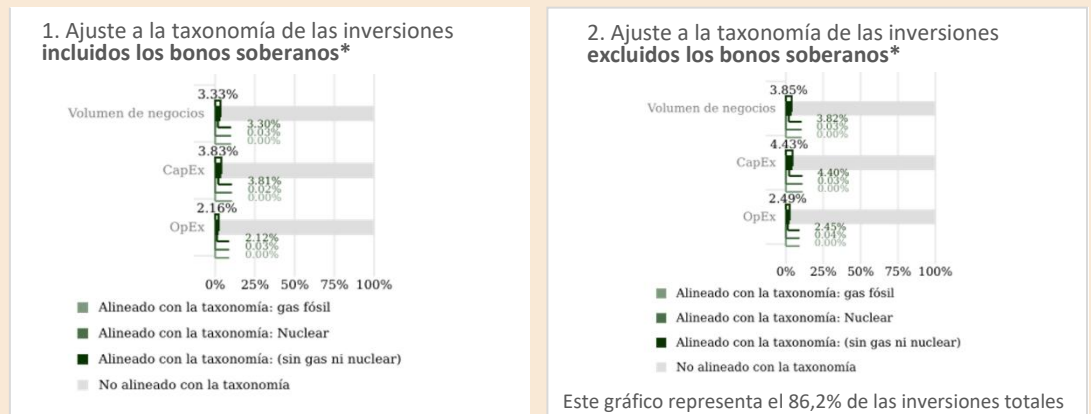 1. Ajuste a la taxonomía de las inversiones
incluidos los bonos soberanos*
3.33%
Volumen de negocios
3.30%
0.03%
0.00%
3.83%
CapEx
3.81%
0.02%
0.00%
2.16%
OpEx
2.12%
0.03%
0.00%
0% 25% 50% 75% 100%
Alineado con la taxonomía: gas fósil
Alineado con la taxonomía: Nuclear
Alineado con la taxonomía: (sin gas ni nuclear)
No alineado con la taxonomía
2. Ajuste a la taxonomía de las inversiones
excluidos los bonos soberanos*
3.85%
Volumen de negocios
3.82%
0.03%
0.00%
4.43%
CapEx
4.40%
0.03%
0.00%
2.49%
OpEx
2.45%
0.04%
0.00%
0% 25% 50% 75% 100%
Alineado con la taxonomía: gas fósil
Alineado con la taxonomía: Nuclear
Alineado con la taxonomía: (sin gas ni nuclear)
No alineado con la taxonomía
Este gráfico representa el 86,2% de las inversiones totales